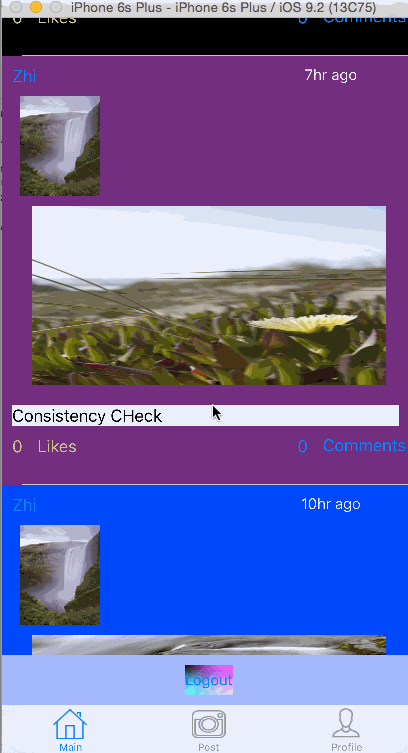 iPhone 6s Plus - iPhone 6s Plus / iOS 9.2 (13C75)
0 Likes 0 Comments
Zhi 7hr ago
Consistency CHeck
0 Likes 0 Comments
Zhi 10hr ago
Logout
Main Post Profile